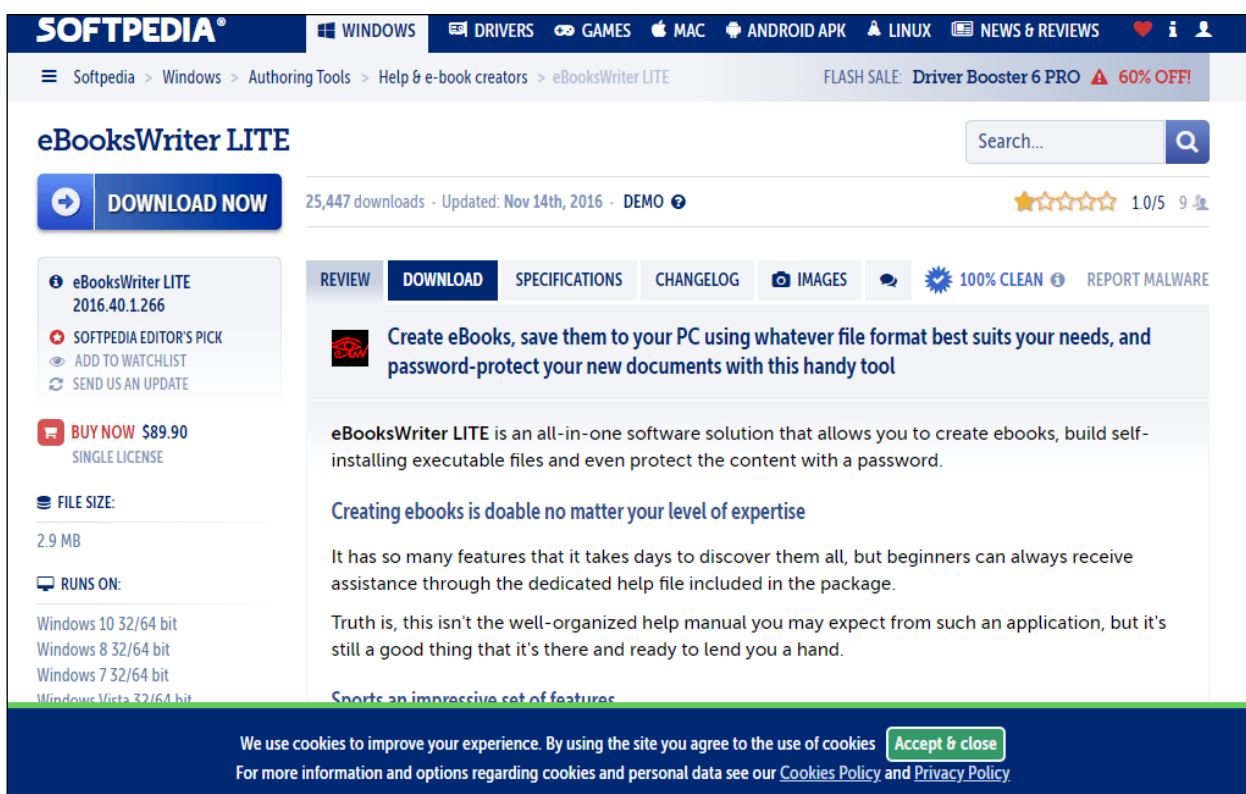 SOFTPEDIA®
WINDOWS DRIVERS GAMES MAC ANDROID APK LINUX NEWS & REVIEWS
Softpedia > Windows > Authoring Tools > Help & e-book creators > eBooksWriter LITE
FLASH SALE: Driver Booster 6 PRO 60% OFF!
eBooksWriter LITE
Search...
DOWNLOAD NOW
25,447 downloads · Updated: Nov 14th, 2016 · DEMO
1.0/5 9
eBooksWriter LITE
2016.40.1.266
SOFTPEDIA EDITOR'S PICK
ADD TO WATCHLIST
SEND US AN UPDATE
BUY NOW $89.90
SINGLE LICENSE
FILE SIZE:
2.9 MB
RUNS ON:
Windows 10 32/64 bit
Windows 8 32/64 bit
Windows 7 32/64 bit
Windows Vista 32/64 bit
REVIEW DOWNLOAD SPECIFICATIONS CHANGELOG IMAGES 100% CLEAN REPORT MALWARE
Create eBooks, save them to your PC using whatever file format best suits your needs, and
password-protect your new documents with this handy tool
eBooksWriter LITE is an all-in-one software solution that allows you to create ebooks, build self-
installing executable files and even protect the content with a password.
Creating ebooks is doable no matter your level of expertise
It has so many features that it takes days to discover them all, but beginners can always receive
assistance through the dedicated help file included in the package.
Truth is, this isn't the well-organized help manual you may expect from such an application, but it's
still a good thing that it's there and ready to lend you a hand.
Sports an impressive set of features
We use cookies to improve your experience. By using the site you agree to the use of cookies Accept & close
For more information and options regarding cookies and personal data see our Cookies Policy and Privacy Policy